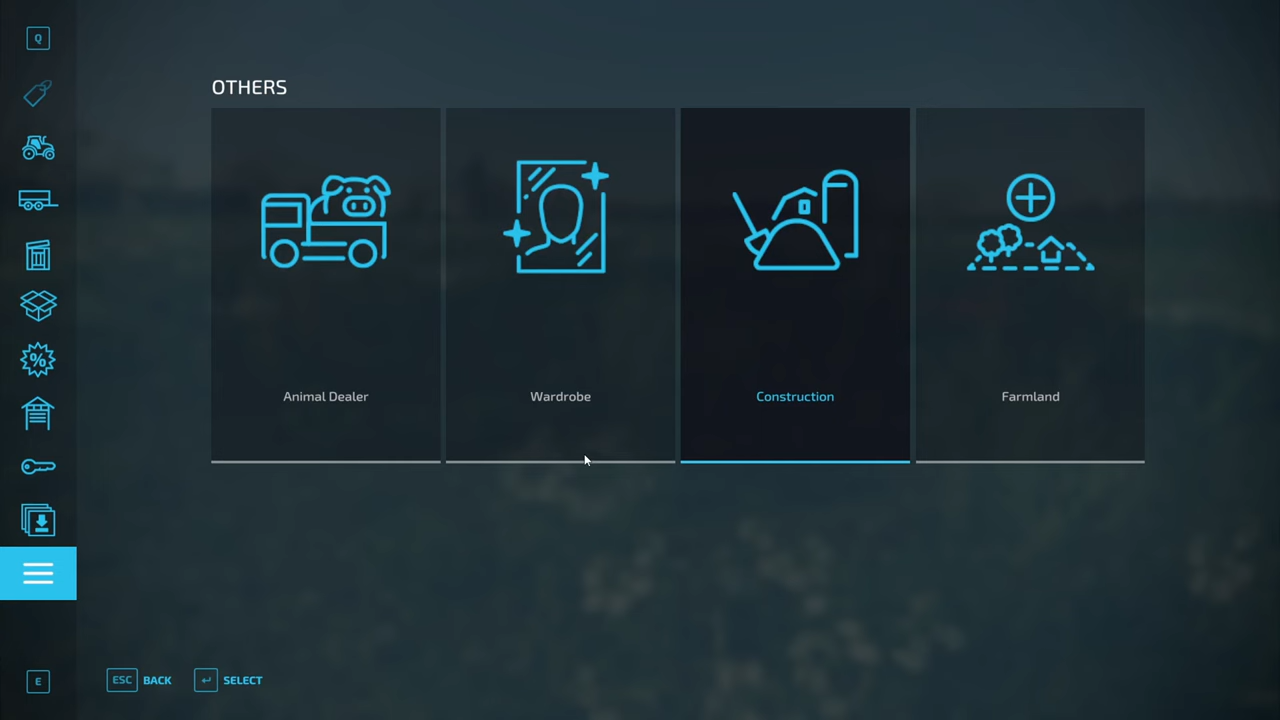 Q
OTHERS
%
Animal Dealer
Wardrobe
Construction
Farmland
E
ESC BACK
SELECT